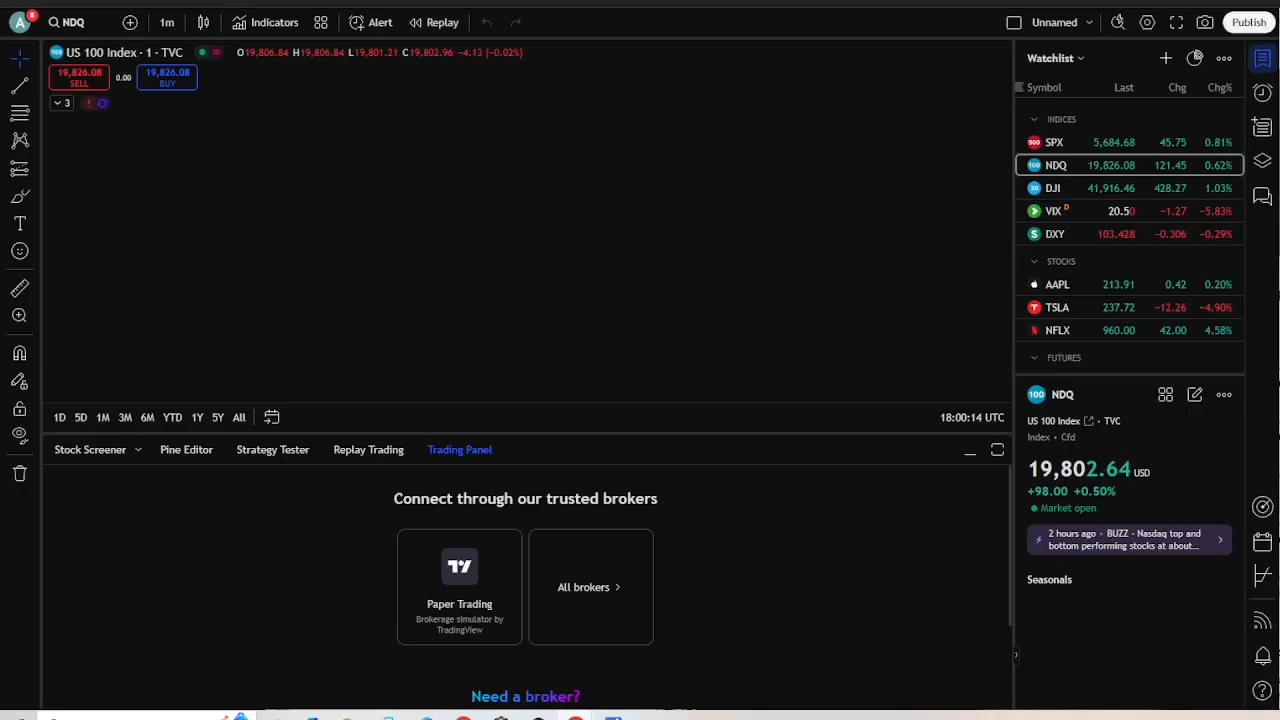 A 8 NDQ 1m Indicators Alert Replay Unnamed Publish
100 US 100 Index · 1 · TVC O19,806.84 H19,806.84 L19,801.21 C19,802.96 −4.13 (−0.02%)
19,826.08 0.00 19,826.08
SELL BUY
3 !
Watchlist
Symbol Last Chg Chg%
INDICES
500 SPX 5,684.68 45.75 0.81%
100 NDQ 19,826.08 121.45 0.62%
30 DJI 41,916.46 428.27 1.03%
VIX D 20.50 −1.27 −5.83%
$ DXY 103.428 −0.306 −0.29%
STOCKS
AAPL 213.91 0.42 0.20%
TSLA 237.72 −12.26 −4.90%
NFLX 960.00 42.00 4.58%
FUTURES
100 NDQ
US 100 Index · TVC
Index · Cfd
19,802.64 USD
+98.00 +0.50%
Market open
2 hours ago · BUZZ - Nasdaq top and
bottom performing stocks at about...
Seasonals
1D 5D 1M 3M 6M YTD 1Y 5Y All 18:00:14 UTC
Stock Screener Pine Editor Strategy Tester Replay Trading Trading Panel
Connect through our trusted brokers
Paper Trading
Brokerage simulator by
TradingView
All brokers
Need a broker?